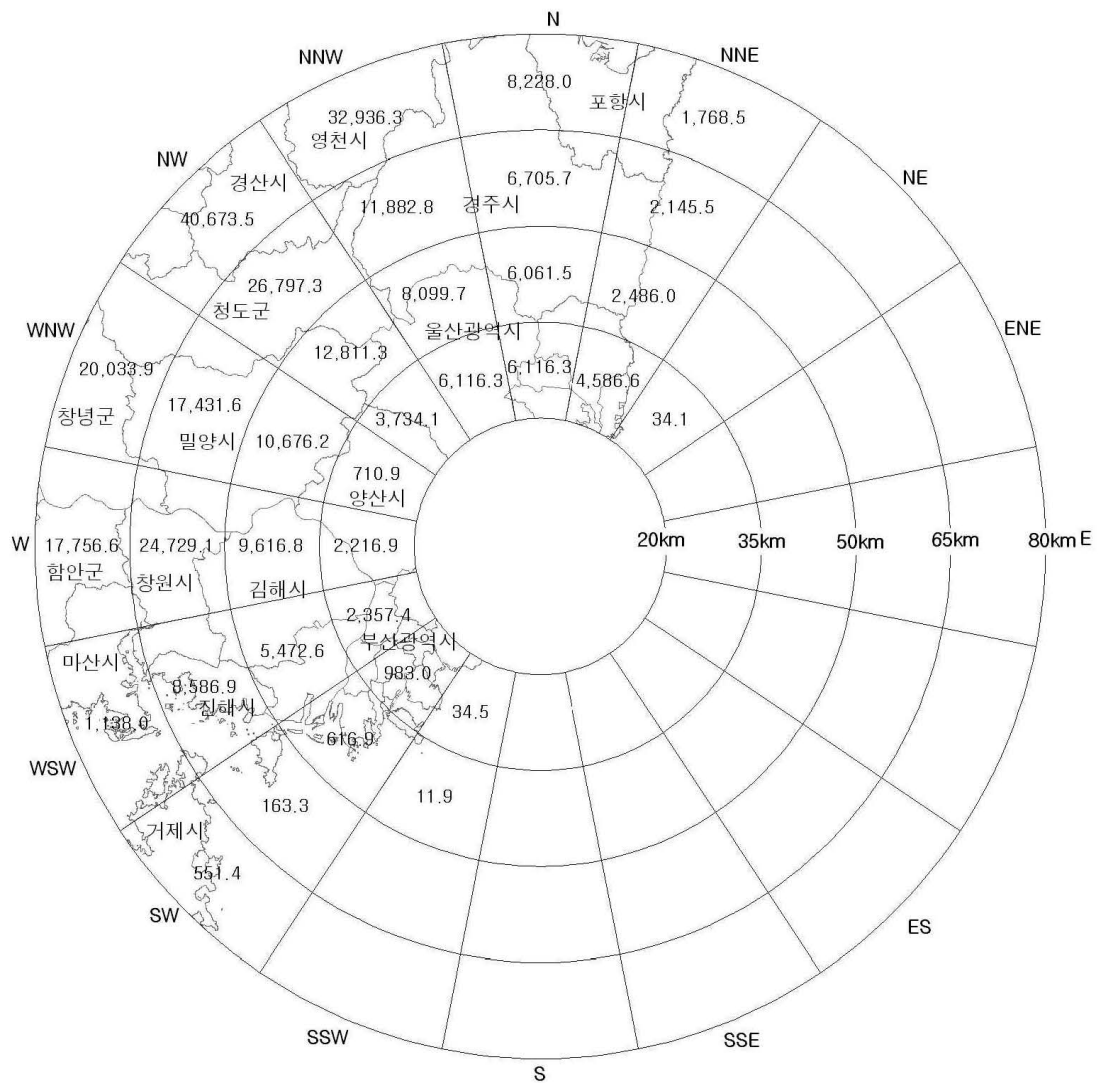 N
NNW
NNE
8,228.0
포항시
32,936.3
1,768.5
영천시
NW
경산시
NE
6,705.7
11,882.8
경주시
2,145.5
40,673.5
6,061.5
26,797.3
8,099.7
2,486.0
청도군
WNW
울산광역시
ENE
12,811.3
20,033.9
6,116.3
6,116.3
4,586.6
17,431.6
창녕군
3,734.1
34.1
밀양시
10,676.2
710.9
양산시
W
17,756.6
24,729.1
9,616.8
2,216.9
20km
35km
50km
65km
80km
E
함안군
창원시
김해시
2,357.4
부산광역시
마산시
5,472.6
983.0
8,586.9
진해시
34.5
1,138.0
616.9
WSW
163.3
11.9
거제시
551.4
SW
ES
SSW
SSE
S